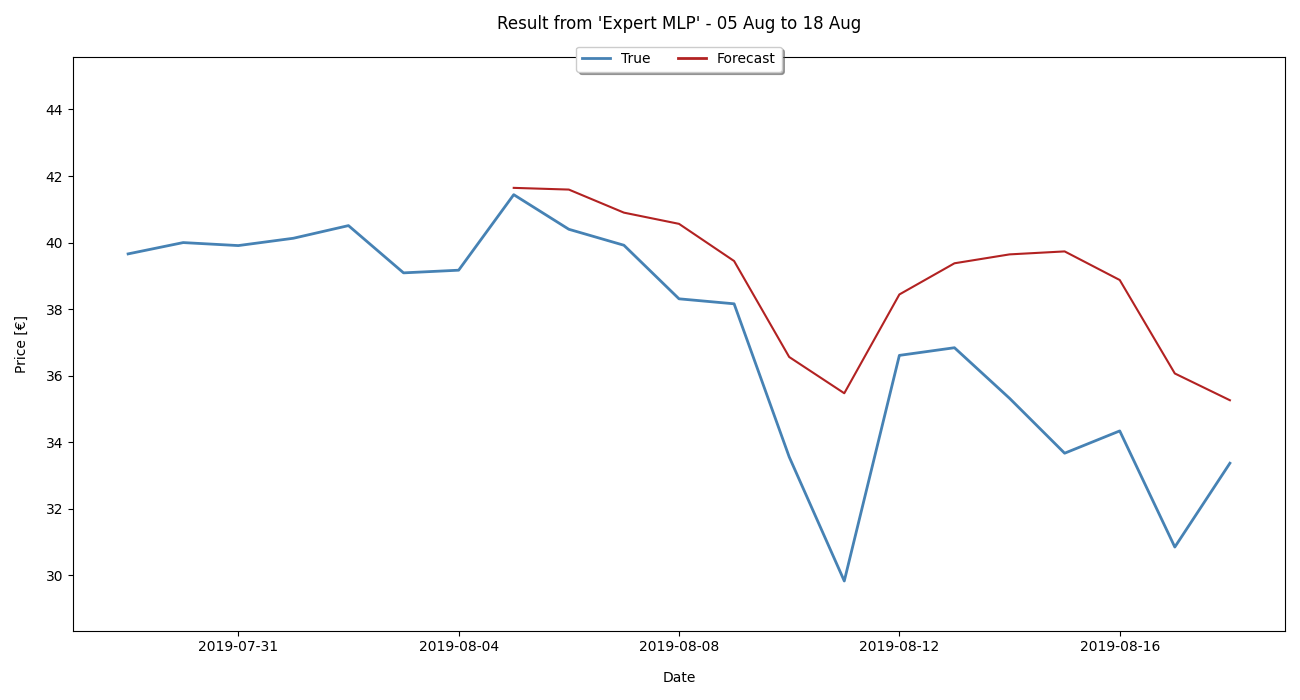 Result from 'Expert MLP' - 05 Aug to 18 Aug
True Forecast
44
42
40
38
36
34
32
30
Price [€]
2019-07-31 2019-08-04 2019-08-08 2019-08-12 2019-08-16
Date